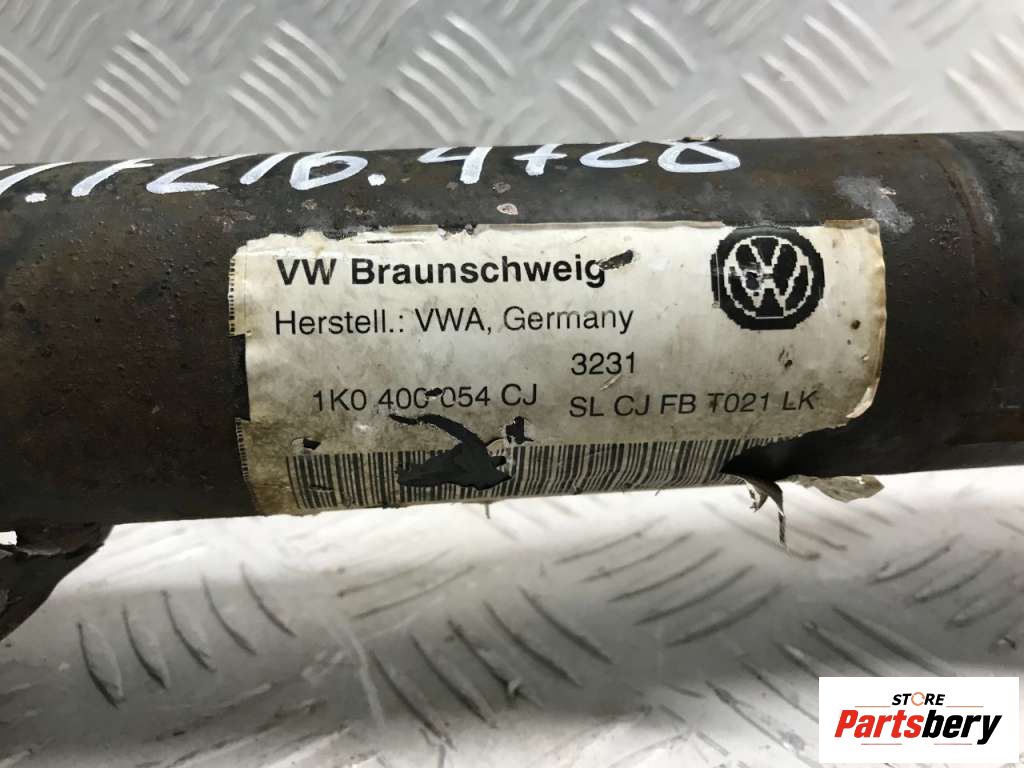 VW Braunschweig
Herstell.: VWA, Germany
3231
1K0 400 054 CJ SL CJ FB T021 LK
STORE
Partsbery